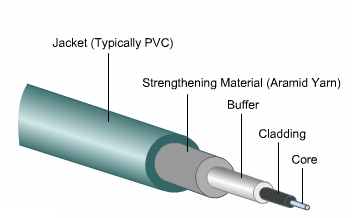 Jacket (Typically PVC)
Strengthening Material (Aramid Yarn)
Buffer
Cladding
Core